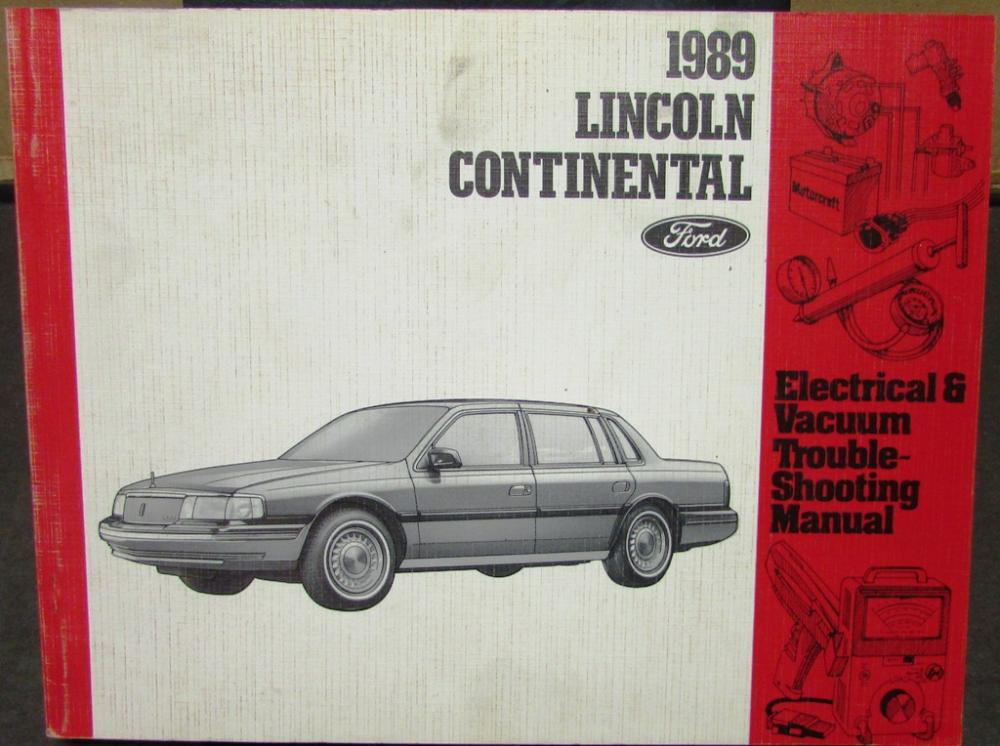 1989
LINCOLN
CONTINENTAL
Ford
Motorcraft
Electrical &
Vacuum
Trouble-
Shooting
Manual